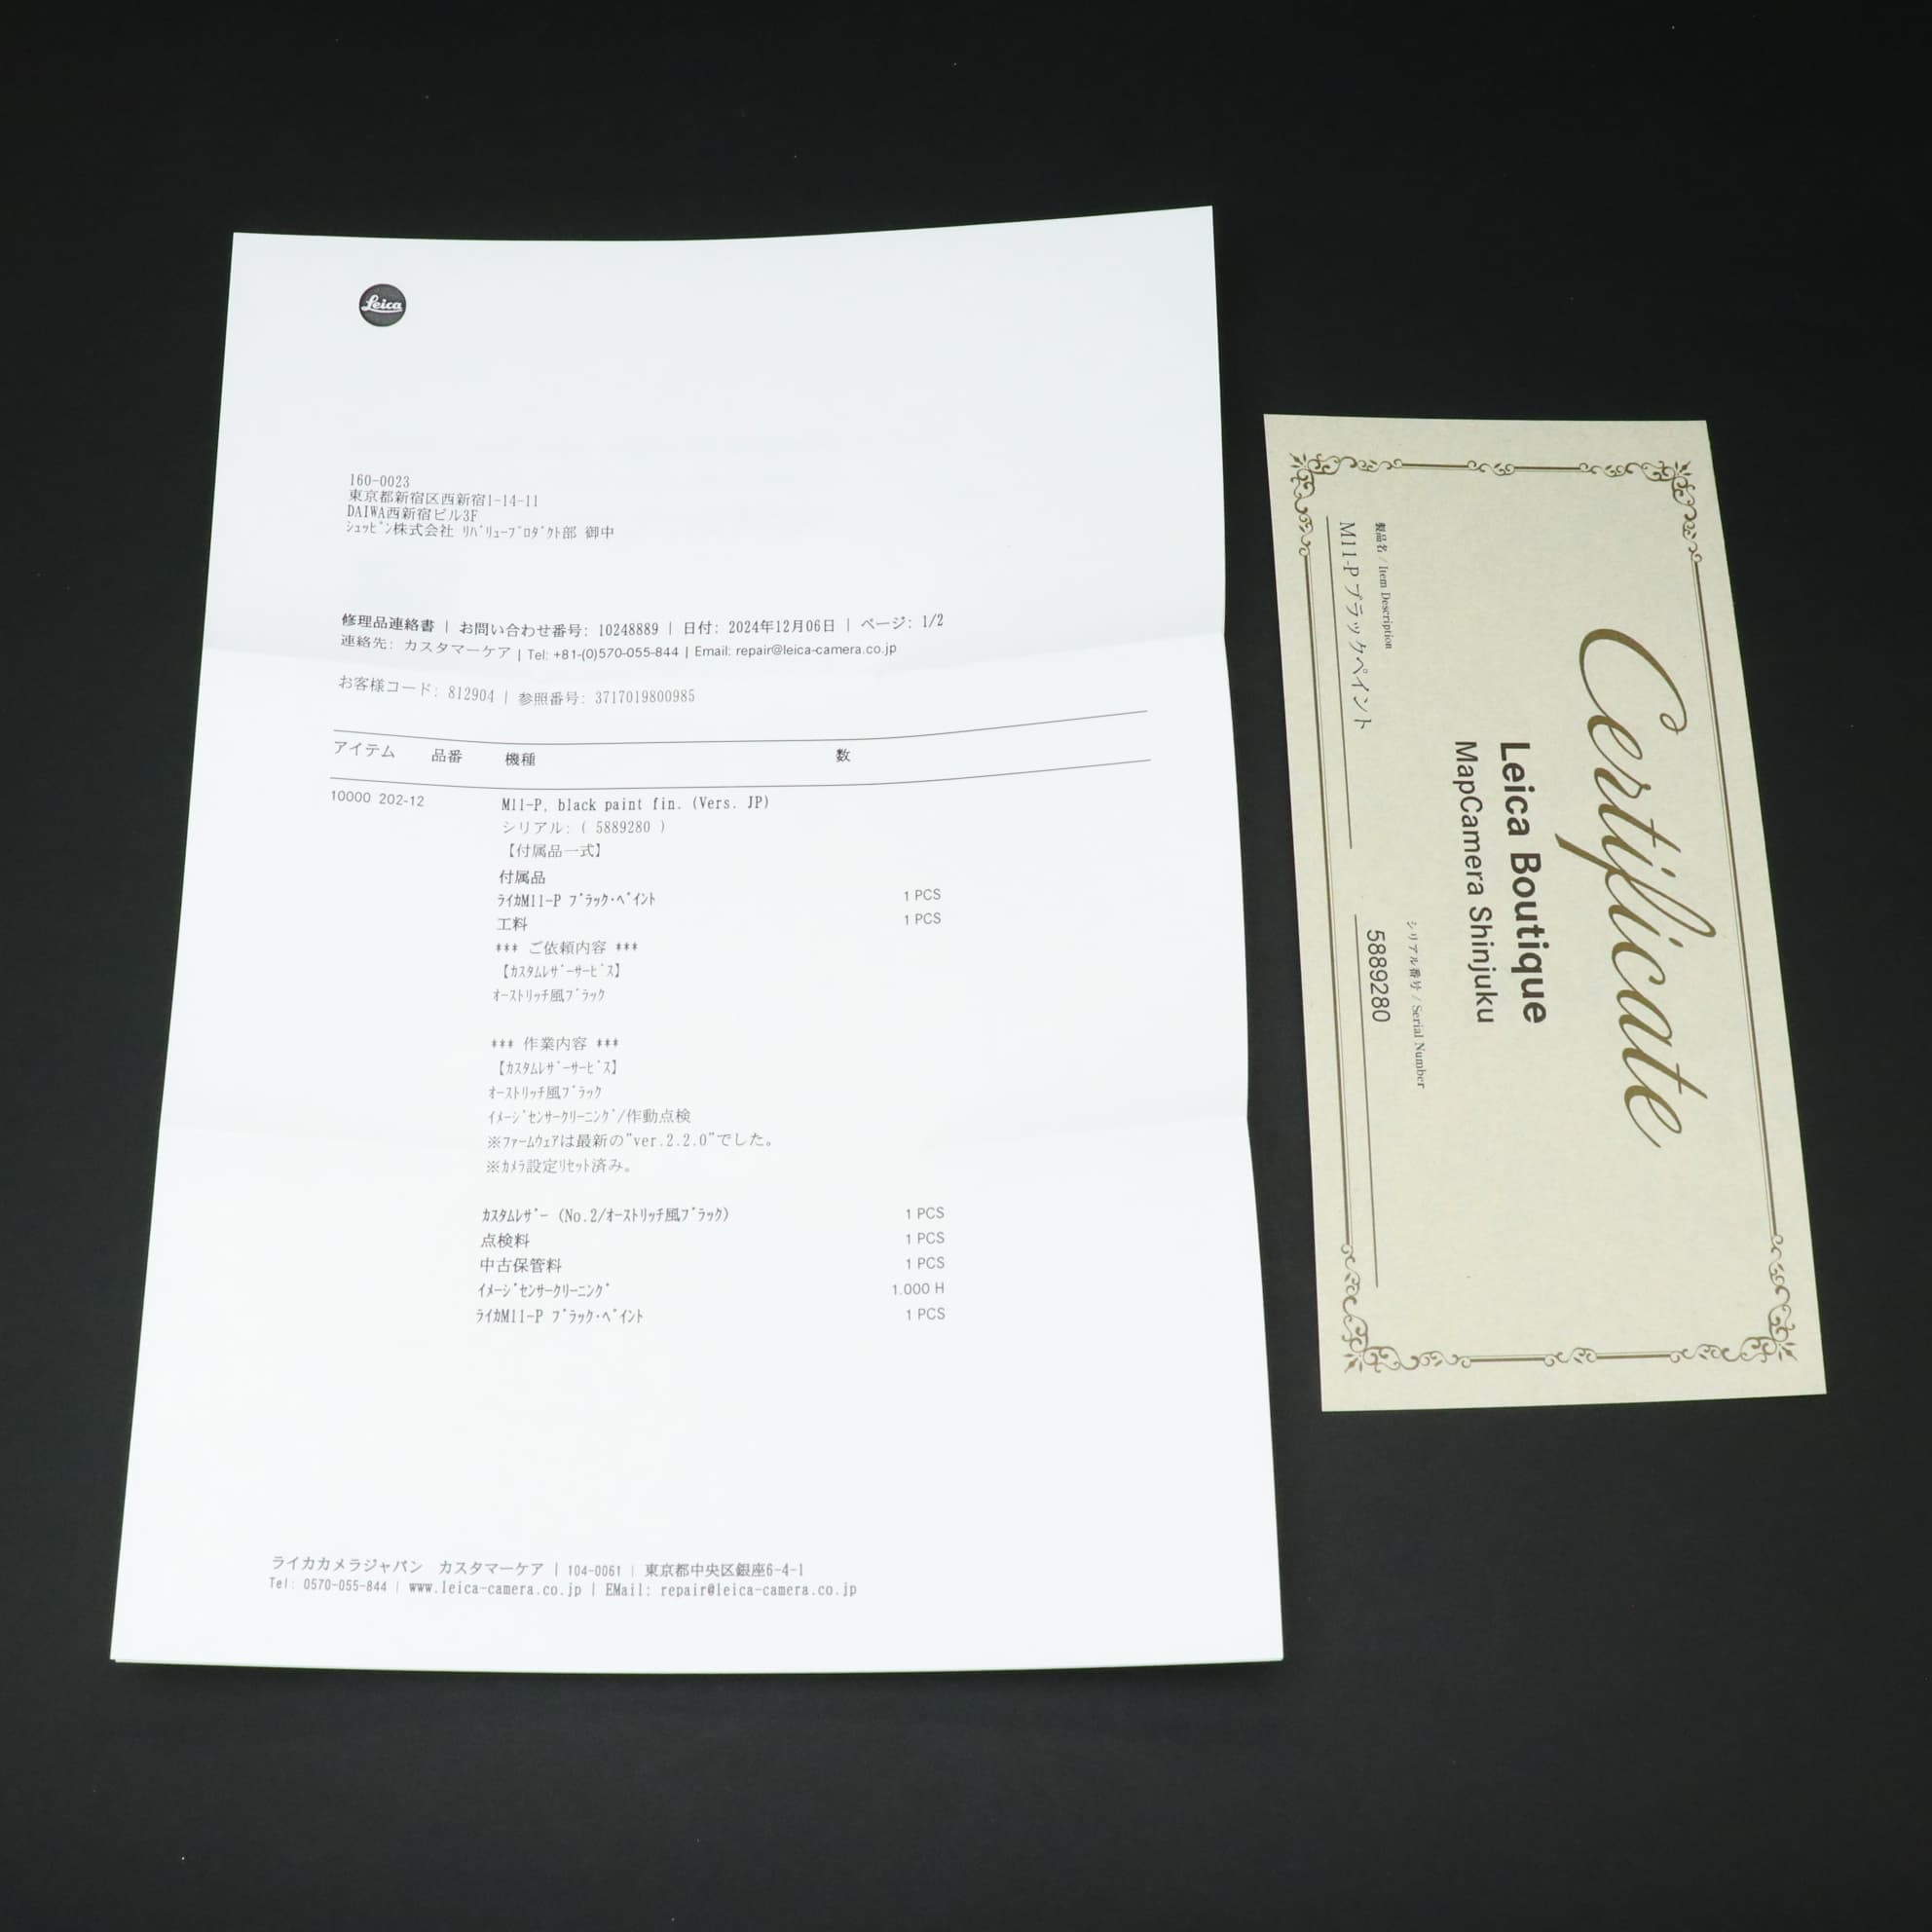 Leica
160-0023
東京都新宿区西新宿1-14-11
DAIWA西新宿ビル3F
ｼｭｯﾋﾟﾝ株式会社 ﾘﾊﾞﾘｭｰﾌﾟﾛﾀﾞｸﾄ部 御中
修理品連絡書 | お問い合わせ番号: 10248889 | 日付: 2024年12月06日 | ページ: 1/2
連絡先: カスタマーケア | Tel: +81-(0)570-055-844 | Email: repair@leica-camera.co.jp
お客様コード: 812904 | 参照番号: 3717019800985
アイテム 品番 機種 数
10000 202-12 M11-P, black paint fin. (Vers. JP)
シリアル: ( 5889280 )
【付属品一式】
付属品
ﾗｲｶM11-P ﾌﾞﾗｯｸ･ﾍﾟｲﾝﾄ 1 PCS
工料 1 PCS
*** ご依頼内容 ***
【ｶｽﾀﾑﾚｻﾞｰｻｰﾋﾞｽ】
ｵｰｽﾄﾘｯﾁ風ﾌﾞﾗｯｸ
*** 作業内容 ***
【ｶｽﾀﾑﾚｻﾞｰｻｰﾋﾞｽ】
ｵｰｽﾄﾘｯﾁ風ﾌﾞﾗｯｸ
ｲﾒｰｼﾞｾﾝｻｰｸﾘｰﾆﾝｸﾞ/作動点検
※ﾌｧｰﾑｳｪｱは最新の"ver.2.2.0"でした。
※ｶﾒﾗ設定ﾘｾｯﾄ済み。
ｶｽﾀﾑﾚｻﾞｰ (No.2/ｵｰｽﾄﾘｯﾁ風ﾌﾞﾗｯｸ) 1 PCS
点検料 1 PCS
中古保管料 1 PCS
ｲﾒｰｼﾞｾﾝｻｰｸﾘｰﾆﾝｸﾞ 1.000 H
ﾗｲｶM11-P ﾌﾞﾗｯｸ･ﾍﾟｲﾝﾄ 1 PCS
ライカカメラジャパン カスタマーケア | 104-0061 | 東京都中央区銀座6-4-1
Tel: 0570-055-844 | www.leica-camera.co.jp | EMail: repair@leica-camera.co.jp
Certificate
Leica Boutique
MapCamera Shinjuku
製品名 / Item Description
M11-P ブラックペイント
シリアル番号 / Serial Number
5889280